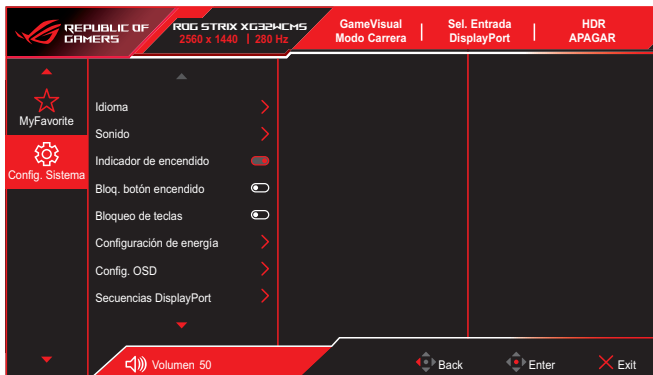 REPUBLIC OF
GAMERS
ROG STRIX XG32WCMS
2560 x 1440 | 280 Hz
GameVisual
Modo Carrera
Sel. Entrada
DisplayPort
HDR
APAGAR
MyFavorite
Config. Sistema
Idioma
Sonido
Indicador de encendido
Bloq. botón encendido
Bloqueo de teclas
Configuración de energía
Config. OSD
Secuencias DisplayPort
Volumen 50
Back
Enter
Exit